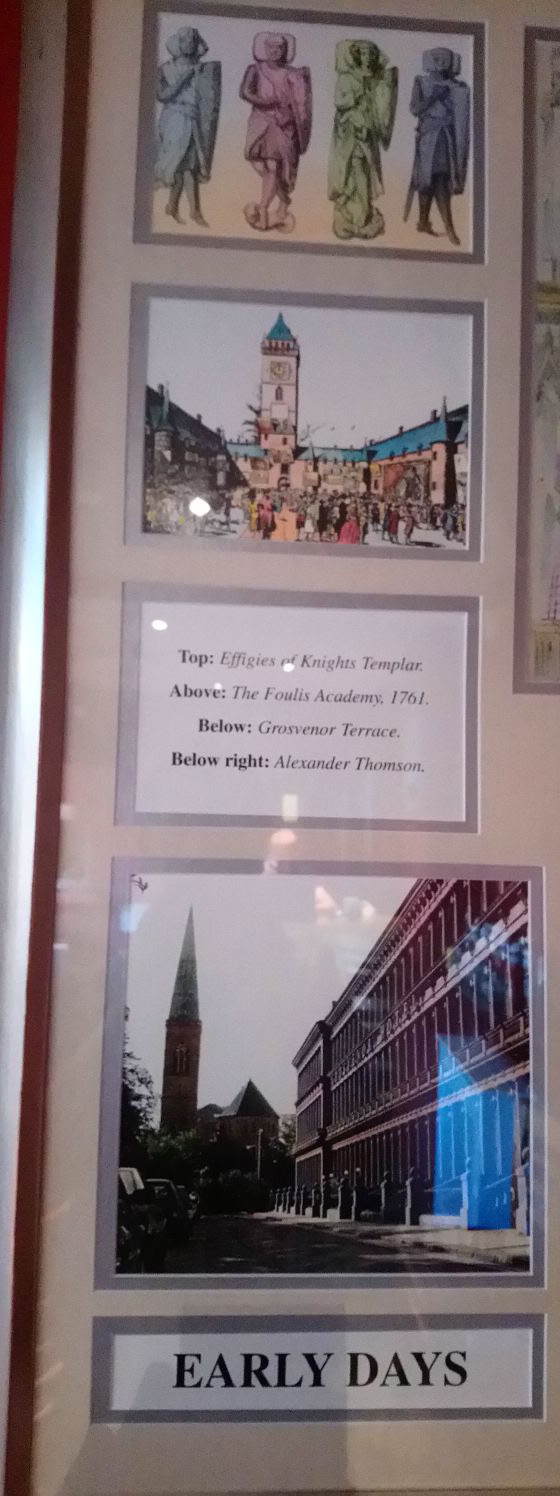 Top: Effigies of Knights Templar.
Above: The Foulis Academy, 1761.
Below: Grosvenor Terrace.
Below right: Alexander Thomson.
EARLY DAYS